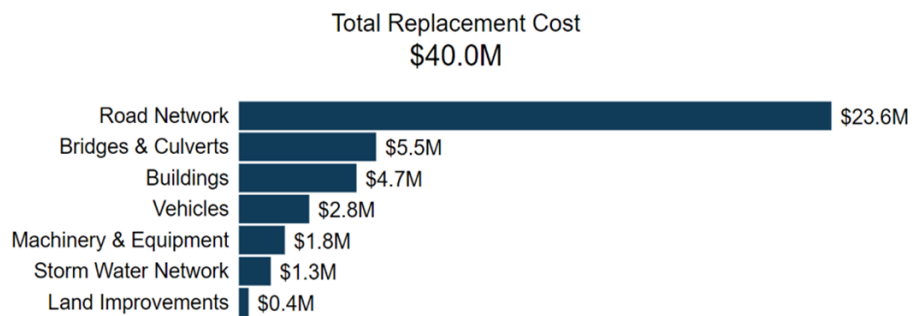 Total Replacement Cost
$40.0M
Road Network $23.6M
Bridges & Culverts $5.5M
Buildings $4.7M
Vehicles $2.8M
Machinery & Equipment $1.8M
Storm Water Network $1.3M
Land Improvements $0.4M